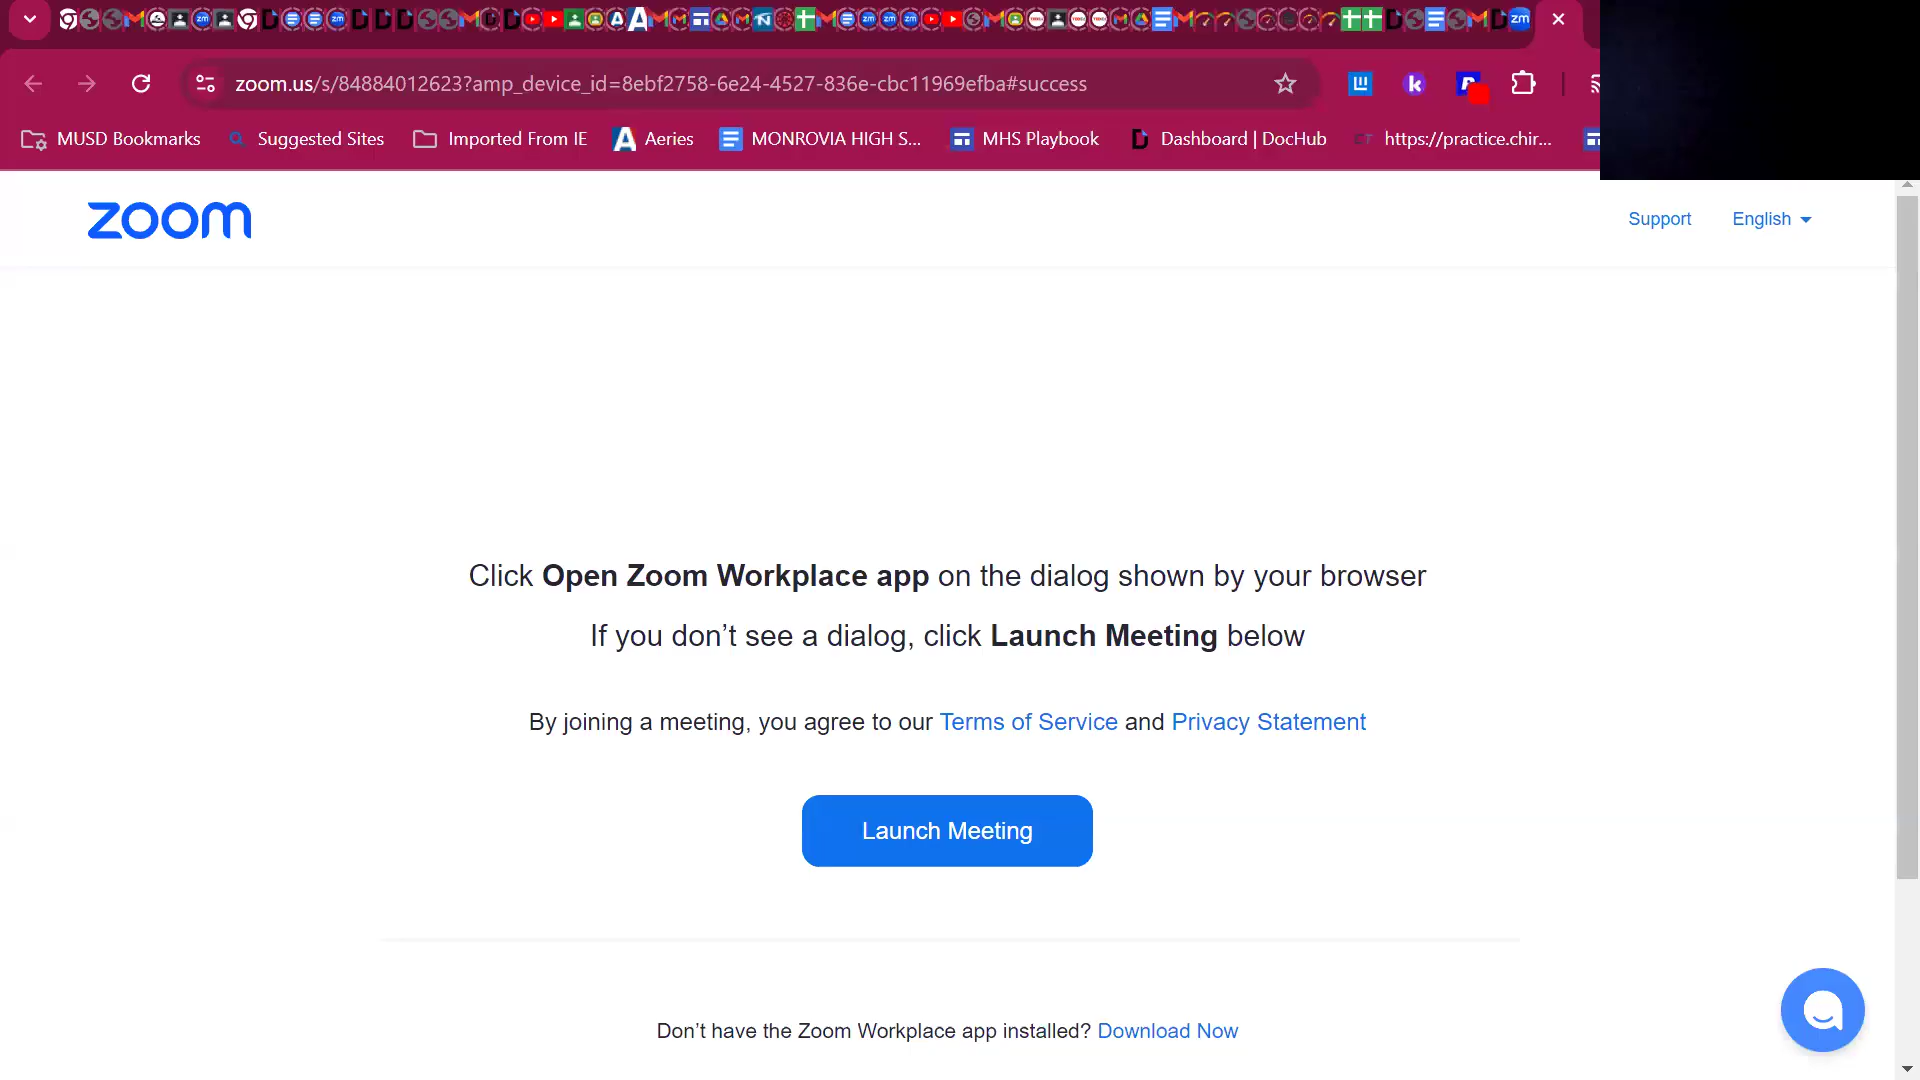 zoom.us/s/84884012623?amp_device_id=8ebf2758-6e24-4527-836e-cbc11969efba#success
MUSD Bookmarks Suggested Sites Imported From IE Aeries MONROVIA HIGH S... MHS Playbook Dashboard | DocHub https://practice.chir...
zoom
Support English
Click Open Zoom Workplace app on the dialog shown by your browser
If you don’t see a dialog, click Launch Meeting below
By joining a meeting, you agree to our Terms of Service and Privacy Statement
Launch Meeting
Don’t have the Zoom Workplace app installed? Download Now